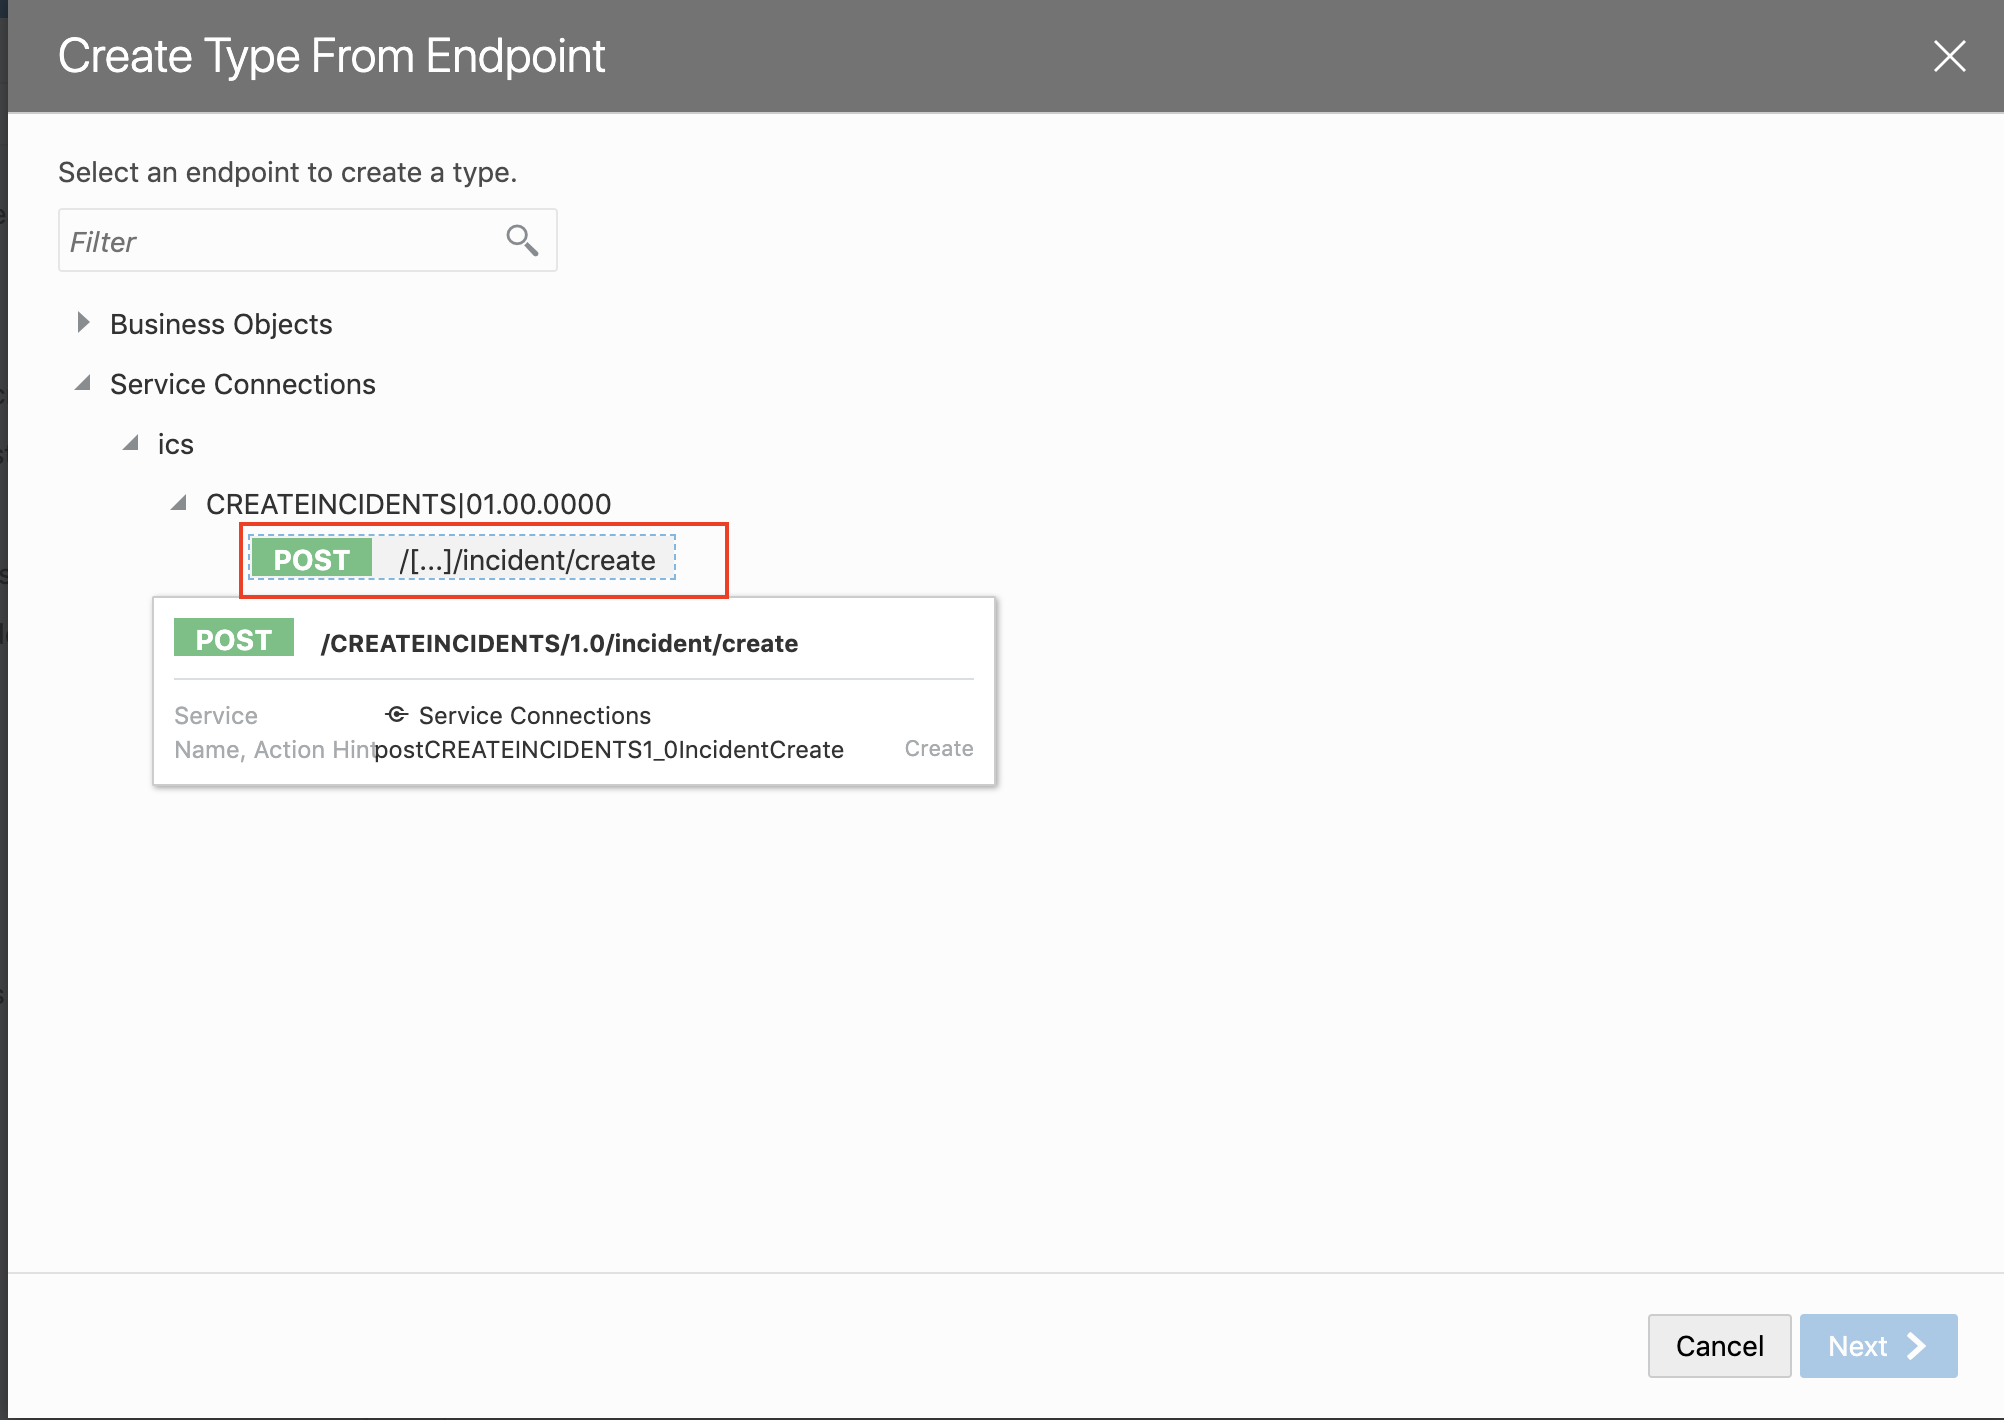 Create Type From Endpoint
Select an endpoint to create a type.
Filter
Business Objects
Service Connections
ics
CREATEINCIDENTS|01.00.0000
POST /[...]/incident/create
POST /CREATEINCIDENTS/1.0/incident/create
Service Service Connections
Name, Action Hint postCREATEINCIDENTS1_0IncidentCreate Create
Cancel Next